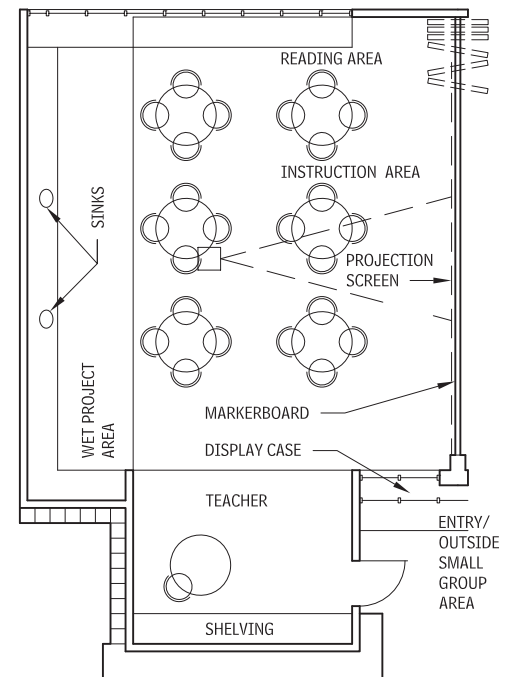 READING AREA
INSTRUCTION AREA
SINKS
PROJECTION
SCREEN
WET PROJECT
AREA
MARKERBOARD
DISPLAY CASE
TEACHER
ENTRY/
OUTSIDE
SMALL
GROUP
AREA
SHELVING